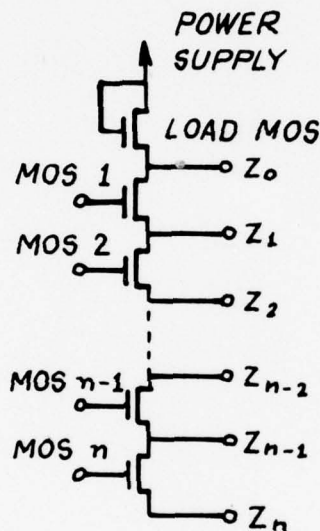 POWER
SUPPLY
LOAD MOS
Z₀
MOS 1
Z₁
MOS 2
Z₂
Zₙ₋₂
MOS n-1
Zₙ₋₁
MOS n
Zₙ